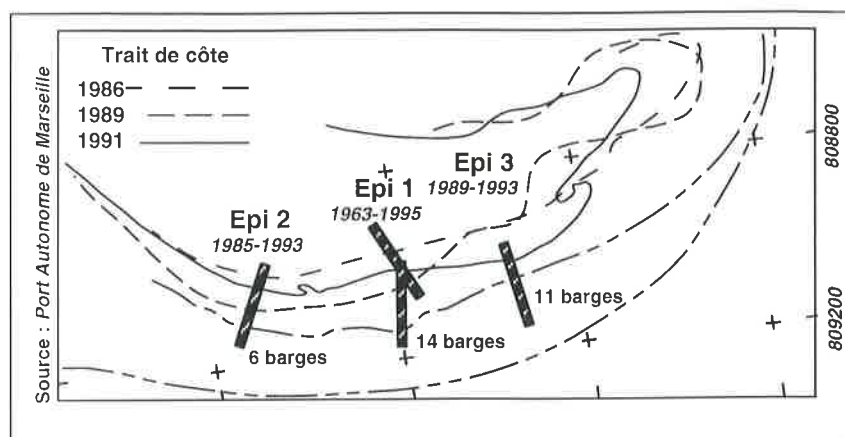 Trait de côte
1986
1989
1991
Epi 2
1985-1993
Epi 1
1963-1995
Epi 3
1989-1993
6 barges
14 barges
11 barges
808800
809200
Source : Port Autonome de Marseille